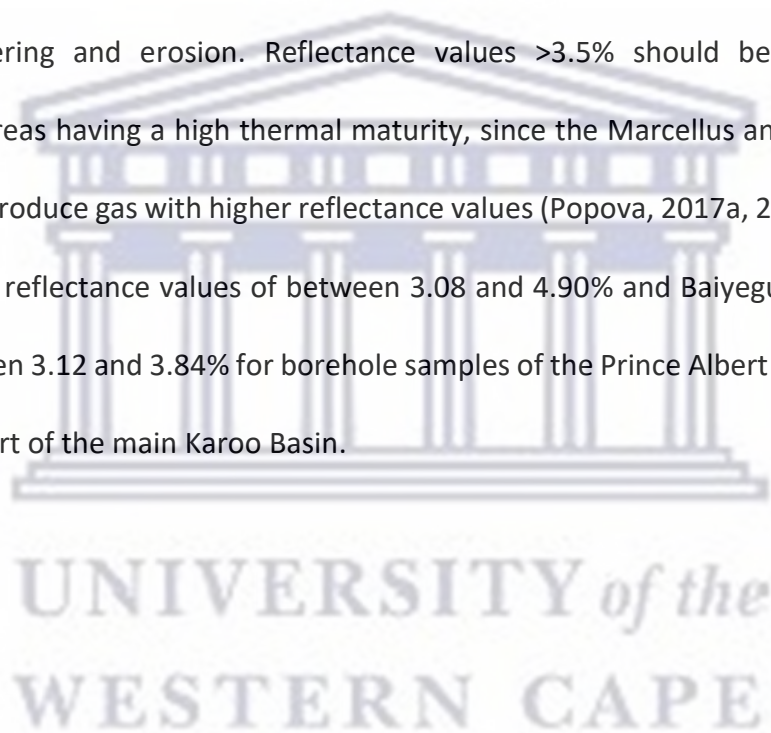 ering and erosion. Reflectance values >3.5% should be
reas having a high thermal maturity, since the Marcellus an
roduce gas with higher reflectance values (Popova, 2017a, 2
reflectance values of between 3.08 and 4.90% and Baiyegu
en 3.12 and 3.84% for borehole samples of the Prince Albert
rt of the main Karoo Basin.
UNIVERSITY of the
WESTERN CAPE